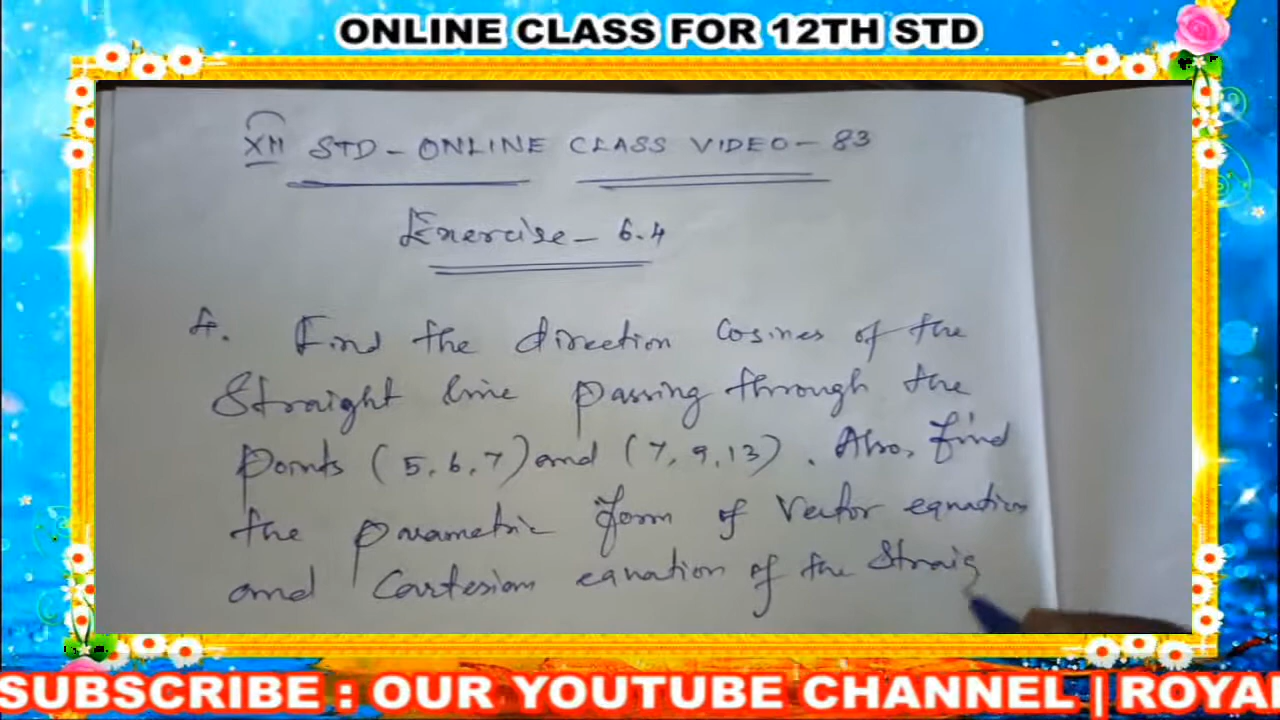 ONLINE CLASS FOR 12TH STD
XII STD - ONLINE CLASS VIDEO - 83
Exercise - 6.4
4. Find the direction cosines of the
Straight line passing through the
points (5, 6, 7) and (7, 9, 13). Also, find
the parametric form of vector equation
and Cartesian equation of the Straig
SUBSCRIBE : OUR YOUTUBE CHANNEL | ROYA